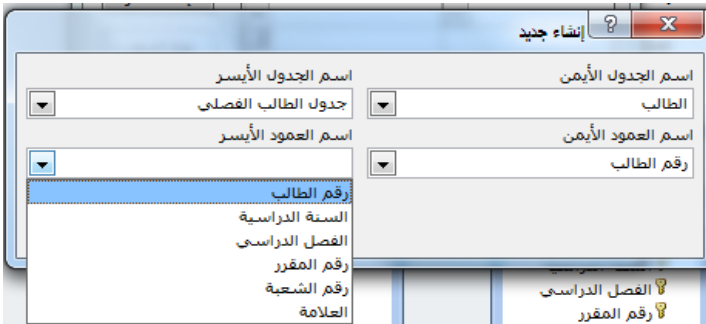 إنشاء جديد
اسم الجدول الأيمن
اسم الجدول الأيسر
الطالب
جدول الطالب الفصلي
اسم العمود الأيمن
اسم العمود الأيسر
رقم الطالب
رقم الطالب
السنة الدراسية
الفصل الدراسي
رقم المقرر
رقم الشعبة
العلامة
الفصل الدراسي
رقم المقرر